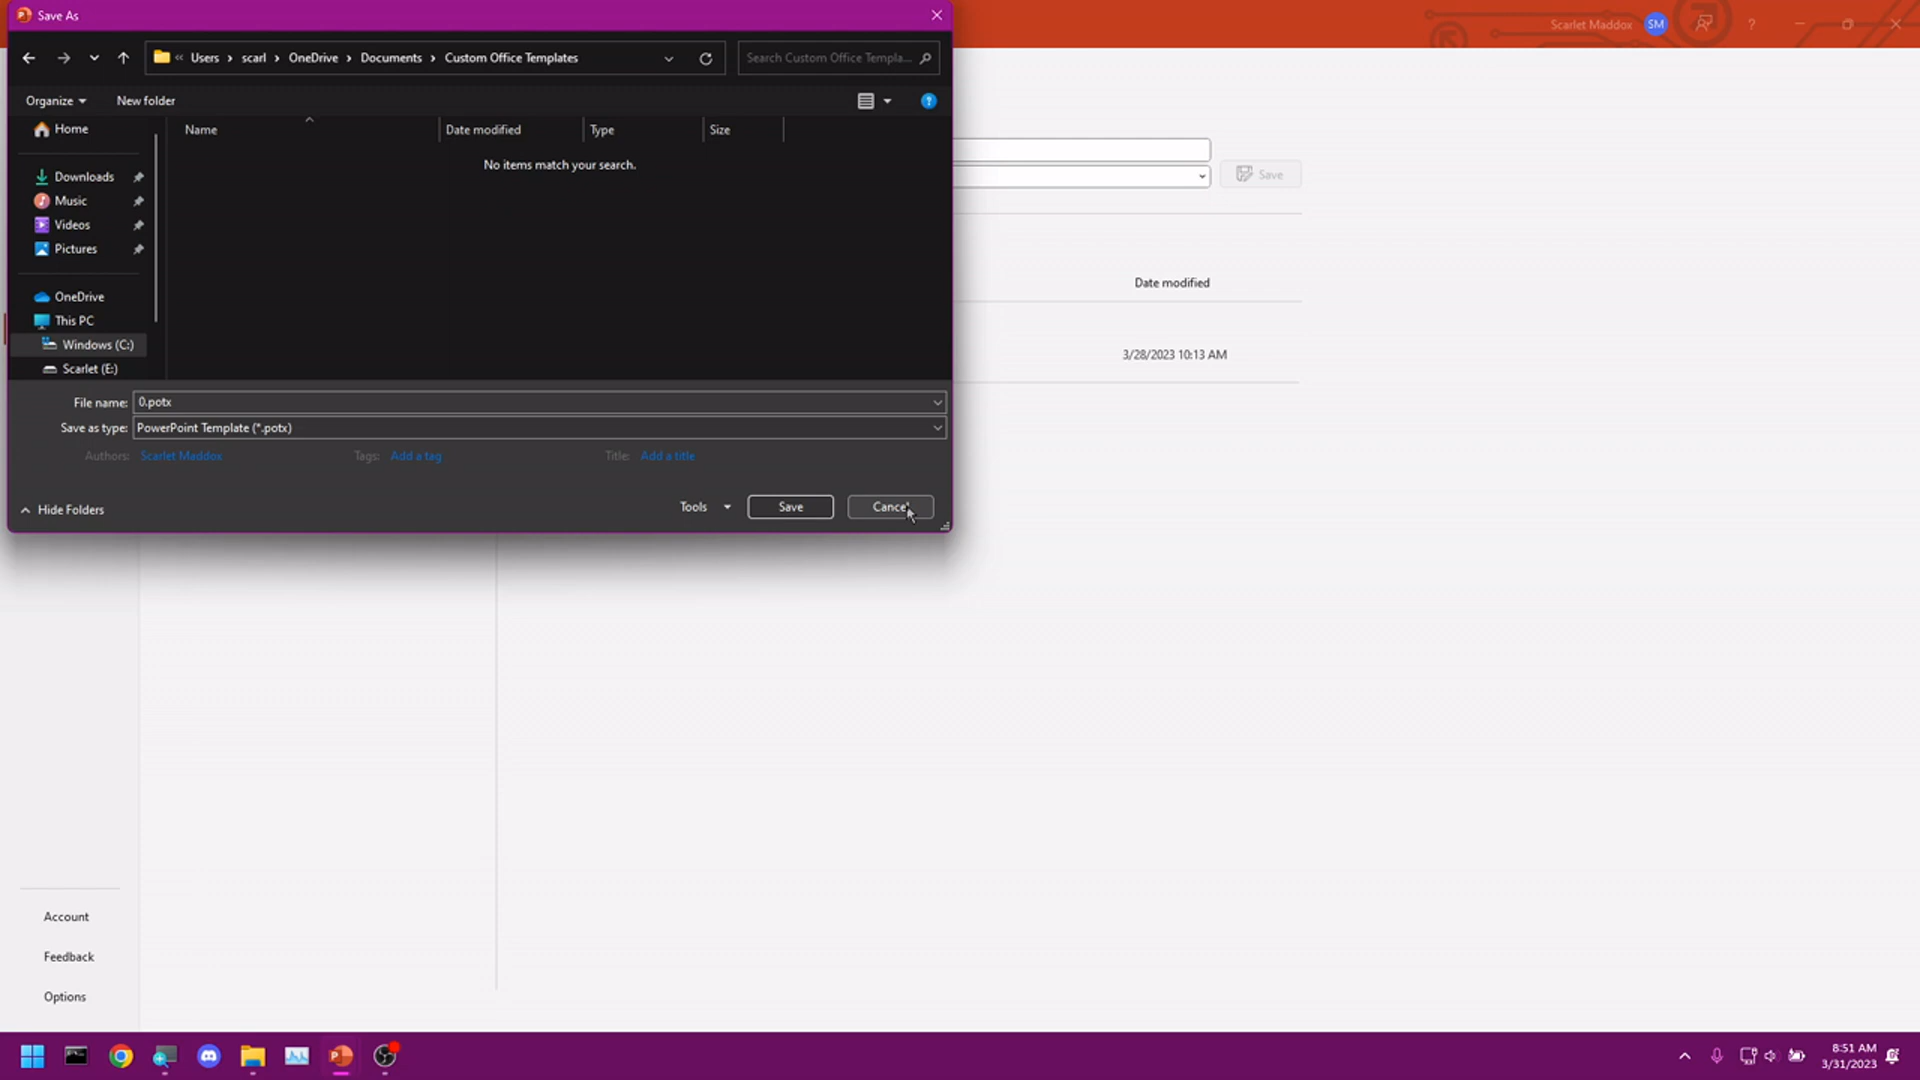 Save As
Scarlet Maddox SM ?
« Users › scarl › OneDrive › Documents › Custom Office Templates
Search Custom Office Templa...
Organize New folder ?
Name Date modified Type Size
No items match your search.
Home
Downloads
Music
Videos
Pictures
OneDrive
This PC
Windows (C:)
Scarlet (E:)
Save
Date modified
3/28/2023 10:13 AM
File name: 0.potx
Save as type: PowerPoint Template (*.potx)
Authors: Scarlet Maddox Tags: Add a tag Title: Add a title
Hide Folders Tools Save Cancel
Account
Feedback
Options
8:51 AM
3/31/2023